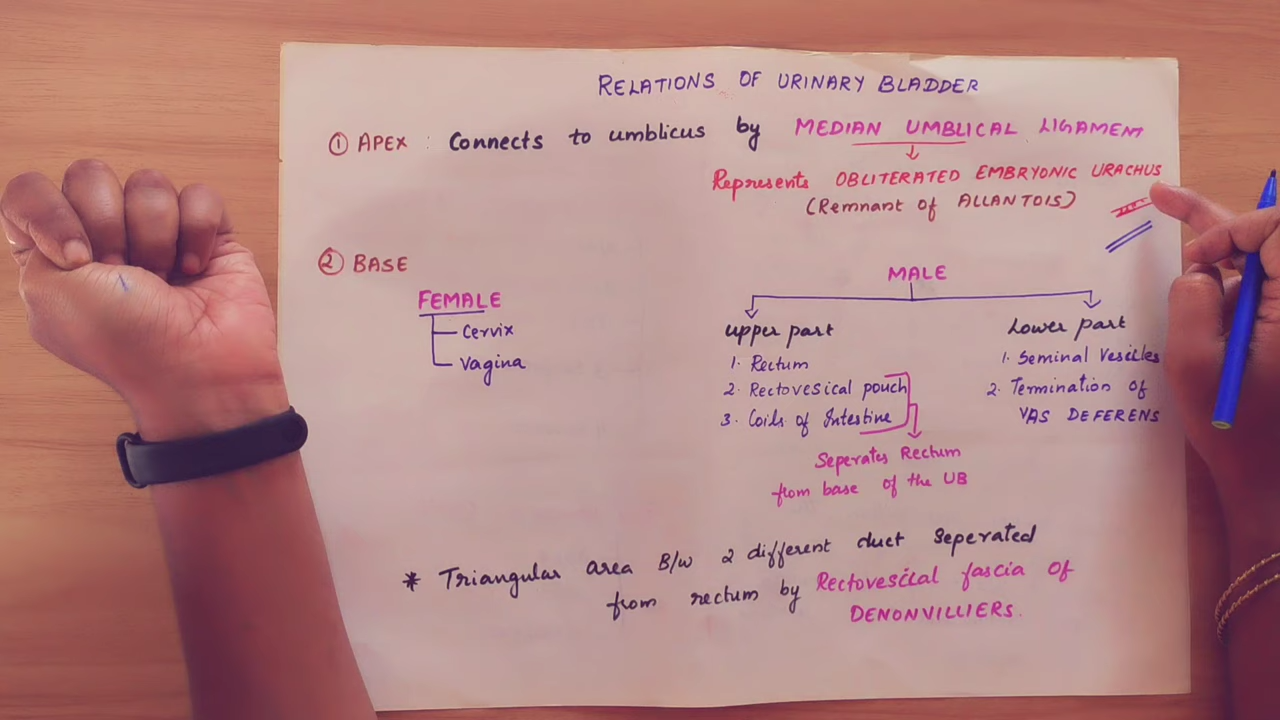 RELATIONS OF URINARY BLADDER
① APEX : Connects to umblicus by MEDIAN UMBLICAL LIGAMENT
Represents OBLITERATED EMBRYONIC URACHUS
(Remnant of ALLANTOIS)
② BASE
FEMALE
Cervix
Vagina
MALE
upper part
1. Rectum
2. Rectovesical pouch
3. Coils of Intestine
Seperates Rectum
from base of the UB
Lower part
1. Seminal Vesicles
2. Termination of
VAS DEFERENS
* Triangular area B/w 2 different duct seperated
from rectum by Rectovesical fascia of
DENONVILLIERS.